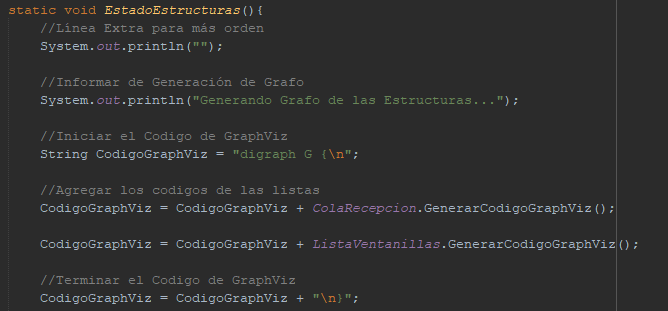 static void EstadoEstructuras(){
//Línea Extra para más orden
System.out.println("");
//Informar de Generación de Grafo
System.out.println("Generando Grafo de las Estructuras...");
//Iniciar el Codigo de GraphViz
String CodigoGraphViz = "digraph G {\n";
//Agregar los codigos de las listas
CodigoGraphViz = CodigoGraphViz + ColaRecepcion.GenerarCodigoGraphViz();
CodigoGraphViz = CodigoGraphViz + ListaVentanillas.GenerarCodigoGraphViz();
//Terminar el Codigo de GraphViz
CodigoGraphViz = CodigoGraphViz + "\n}";